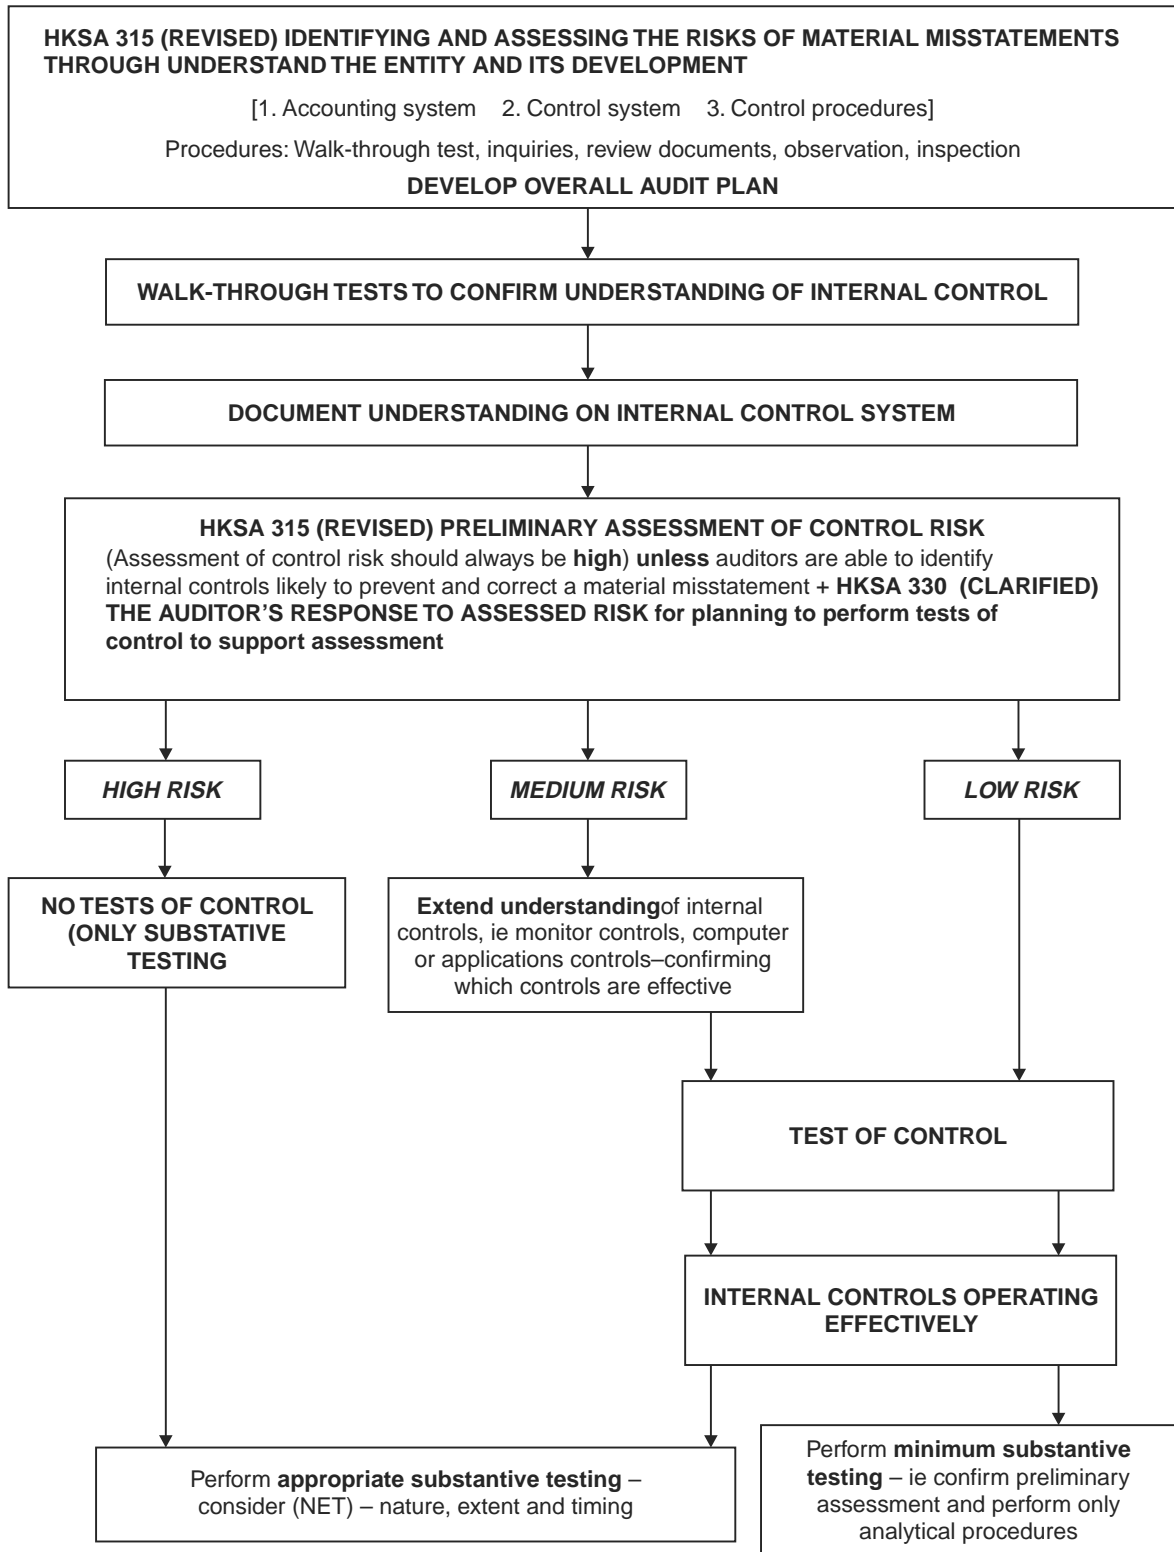 HKSA 315 (REVISED) IDENTIFYING AND ASSESSING THE RISKS OF MATERIAL MISSTATEMENTS
THROUGH UNDERSTAND THE ENTITY AND ITS DEVELOPMENT
[1. Accounting system 2. Control system 3. Control procedures]
Procedures: Walk-through test, inquiries, review documents, observation, inspection
DEVELOP OVERALL AUDIT PLAN
WALK-THROUGH TESTS TO CONFIRM UNDERSTANDING OF INTERNAL CONTROL
DOCUMENT UNDERSTANDING ON INTERNAL CONTROL SYSTEM
HKSA 315 (REVISED) PRELIMINARY ASSESSMENT OF CONTROL RISK
(Assessment of control risk should always be high) unless auditors are able to identify
internal controls likely to prevent and correct a material misstatement + HKSA 330 (CLARIFIED)
THE AUDITOR'S RESPONSE TO ASSESSED RISK for planning to perform tests of
control to support assessment
HIGH RISK
MEDIUM RISK
LOW RISK
NO TESTS OF CONTROL
(ONLY SUBSTATIVE
TESTING
Extend understandingof internal
controls, ie monitor controls, computer
or applications controls–confirming
which controls are effective
TEST OF CONTROL
INTERNAL CONTROLS OPERATING
EFFECTIVELY
Perform appropriate substantive testing –
consider (NET) – nature, extent and timing
Perform minimum substantive
testing – ie confirm preliminary
assessment and perform only
analytical procedures